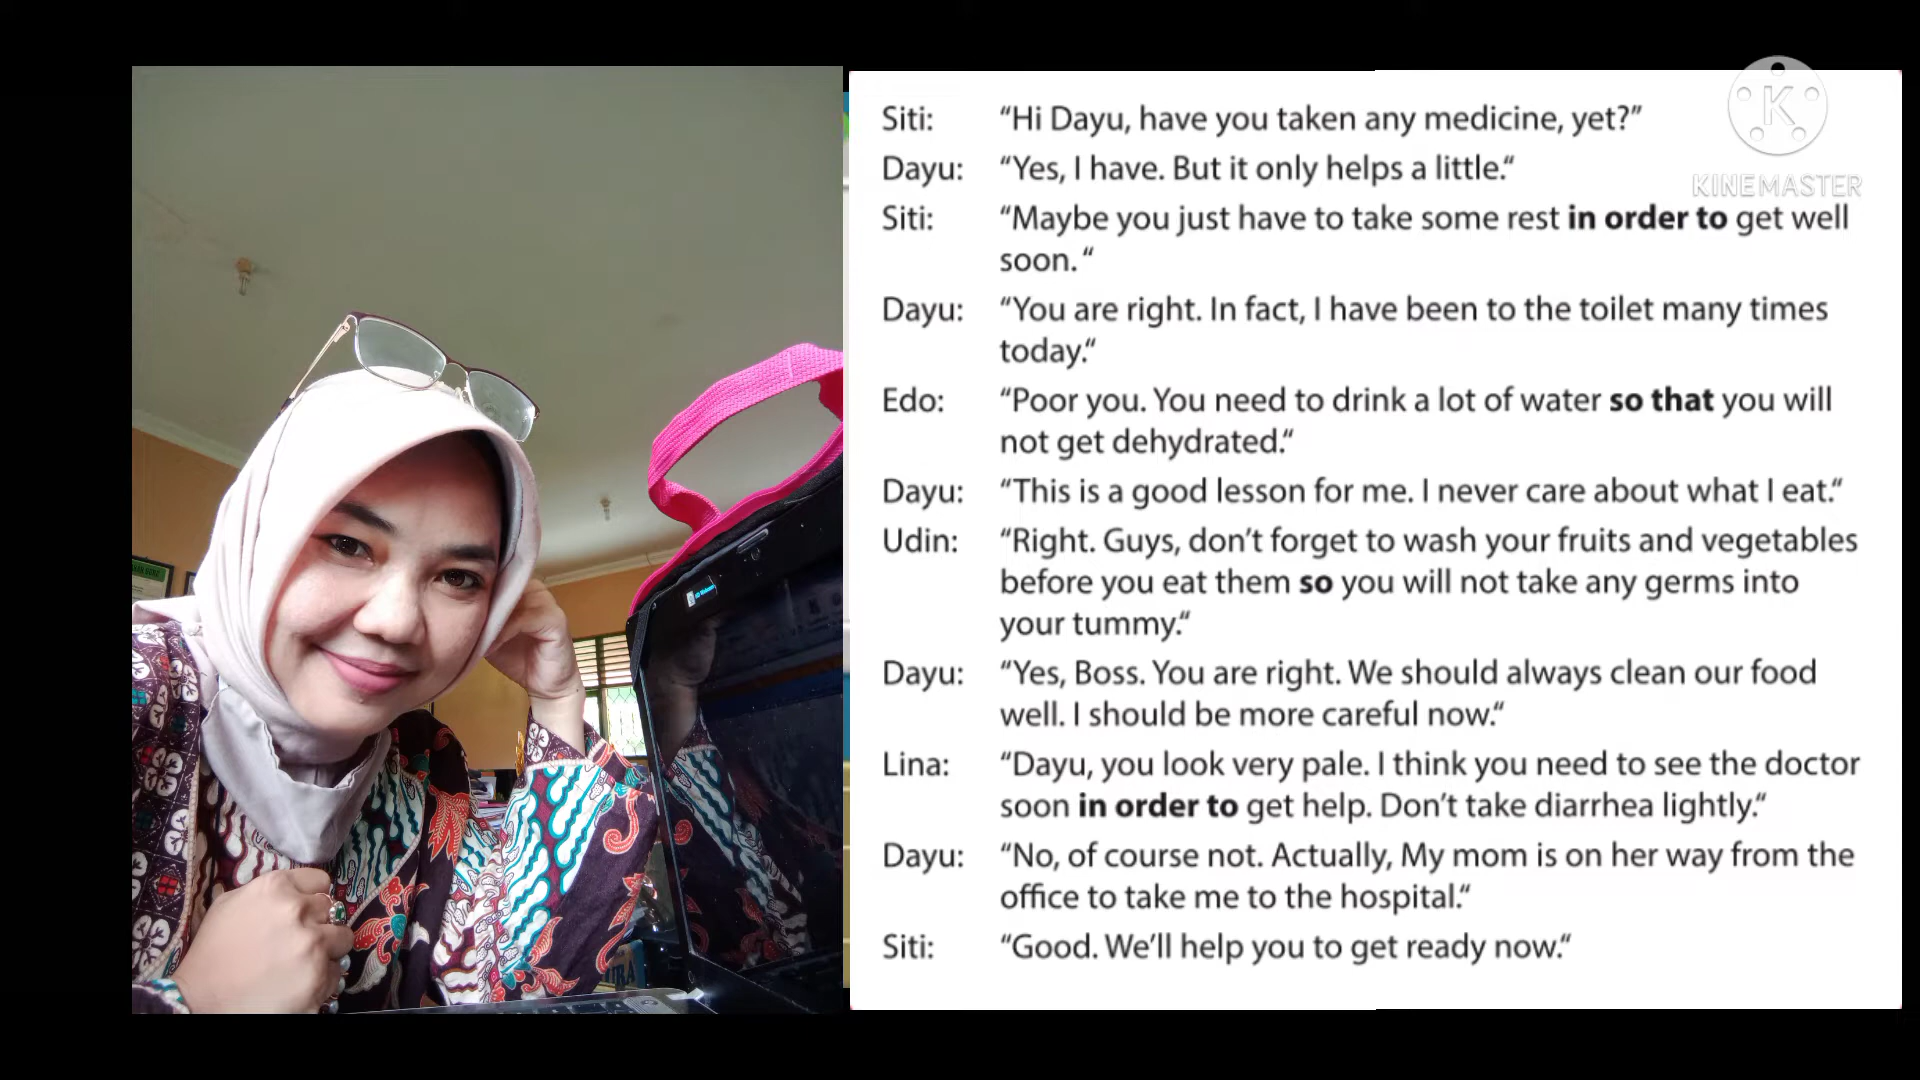 KINEMASTER
Siti: “Hi Dayu, have you taken any medicine, yet?”
Dayu: “Yes, I have. But it only helps a little.“
Siti: “Maybe you just have to take some rest in order to get well
soon. “
Dayu: “You are right. In fact, I have been to the toilet many times
today.“
Edo: “Poor you. You need to drink a lot of water so that you will
not get dehydrated.“
Dayu: “This is a good lesson for me. I never care about what I eat.“
Udin: “Right. Guys, don’t forget to wash your fruits and vegetables
before you eat them so you will not take any germs into
your tummy.“
Dayu: “Yes, Boss. You are right. We should always clean our food
well. I should be more careful now.“
Lina: “Dayu, you look very pale. I think you need to see the doctor
soon in order to get help. Don’t take diarrhea lightly.“
Dayu: “No, of course not. Actually, My mom is on her way from the
office to take me to the hospital.“
Siti: “Good. We’ll help you to get ready now.“